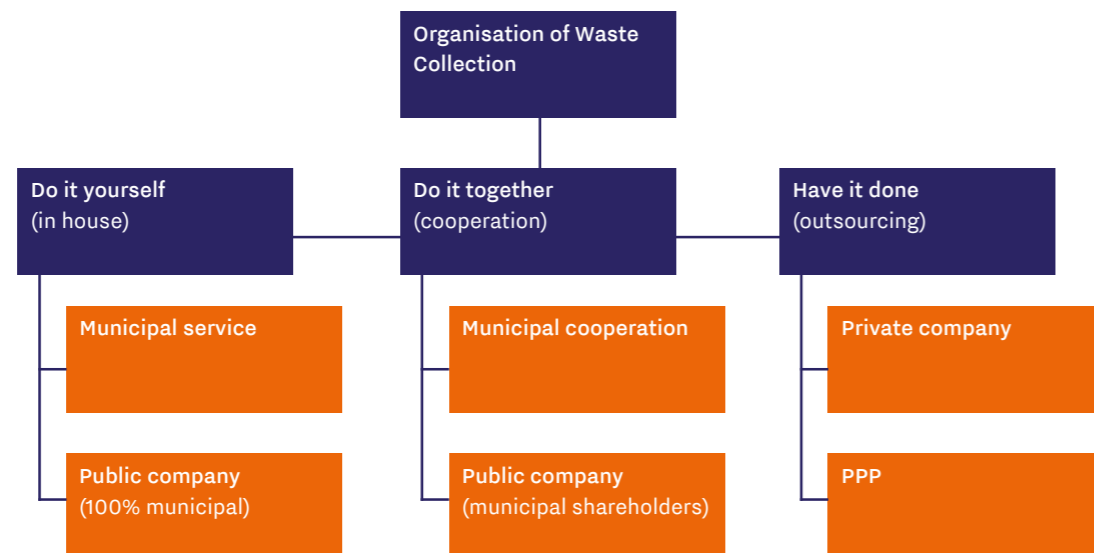 Organisation of Waste
Collection
Do it yourself
(in house)
Do it together
(cooperation)
Have it done
(outsourcing)
Municipal service
Municipal cooperation
Private company
Public company
(100% municipal)
Public company
(municipal shareholders)
PPP